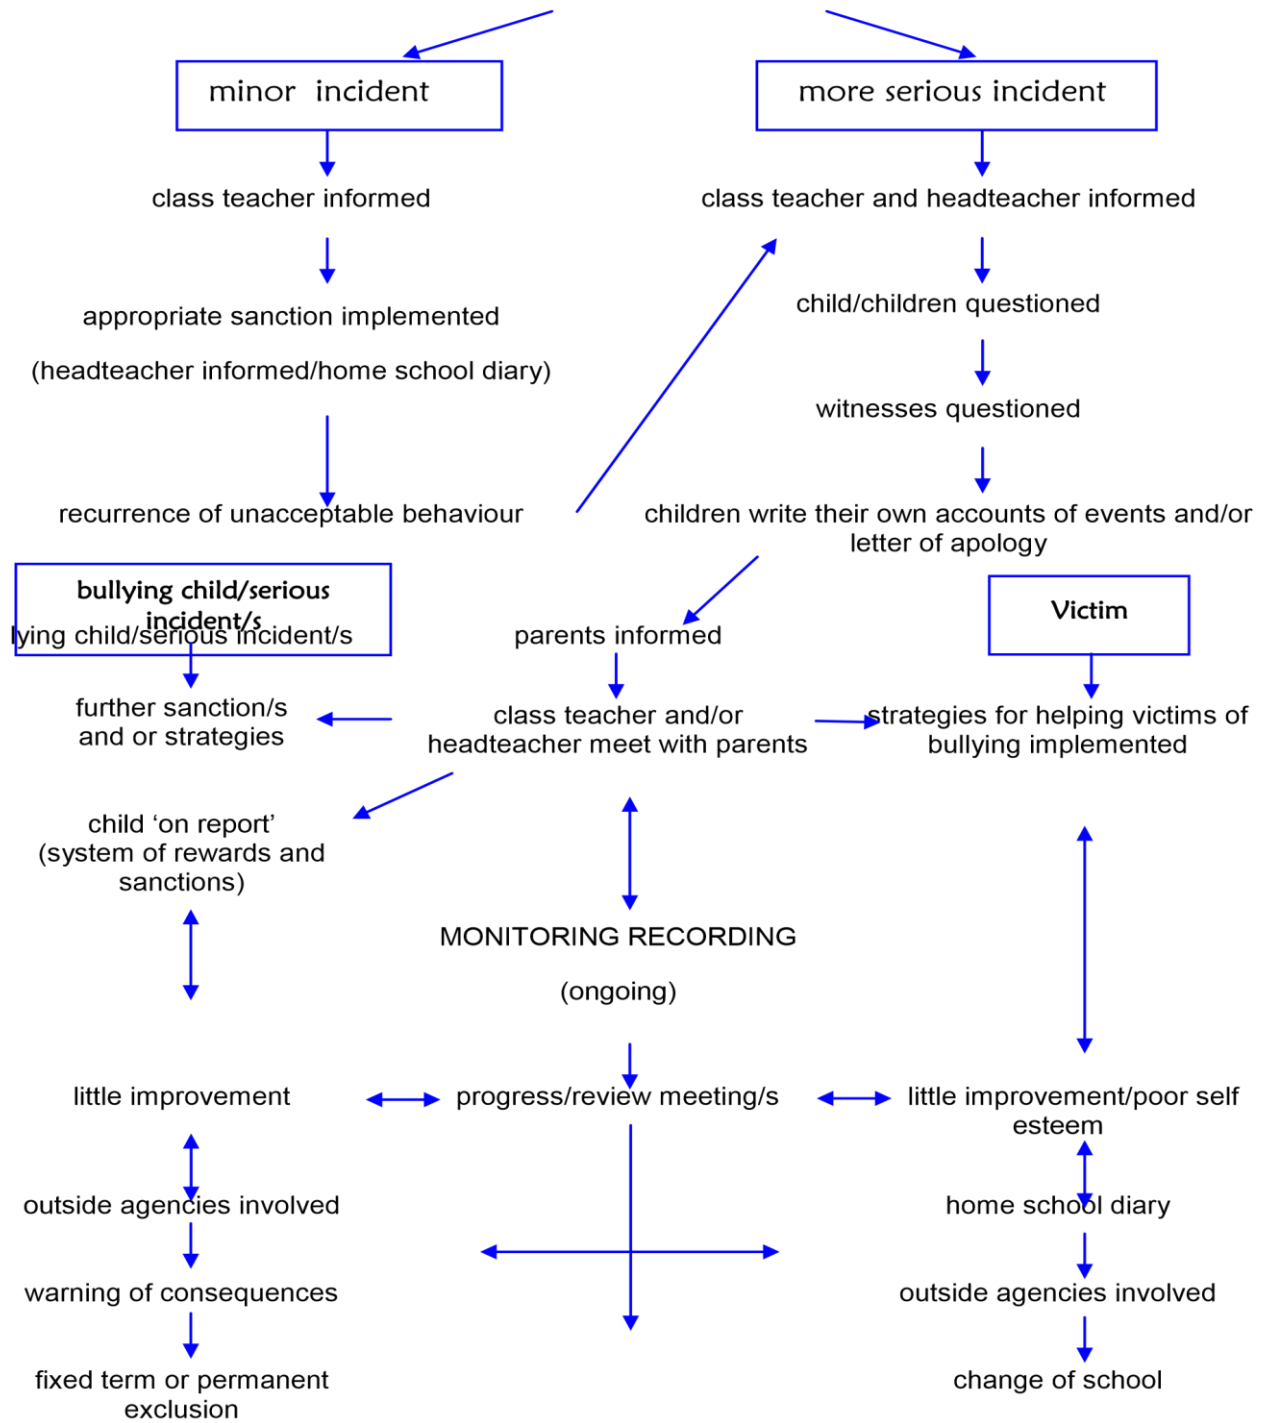 minor incident
more serious incident
class teacher informed
class teacher and headteacher informed
child/children questioned
appropriate sanction implemented
(headteacher informed/home school diary)
witnesses questioned
recurrence of unacceptable behaviour
children write their own accounts of events and/or
letter of apology
bullying child/serious
incident/s
lying child/serious incident/s
parents informed
Victim
further sanction/s
and or strategies
class teacher and/or
headteacher meet with parents
strategies for helping victims of
bullying implemented
child ‘on report’
(system of rewards and
sanctions)
MONITORING RECORDING
(ongoing)
little improvement
progress/review meeting/s
little improvement/poor self
esteem
outside agencies involved
home school diary
warning of consequences
outside agencies involved
fixed term or permanent
exclusion
change of school